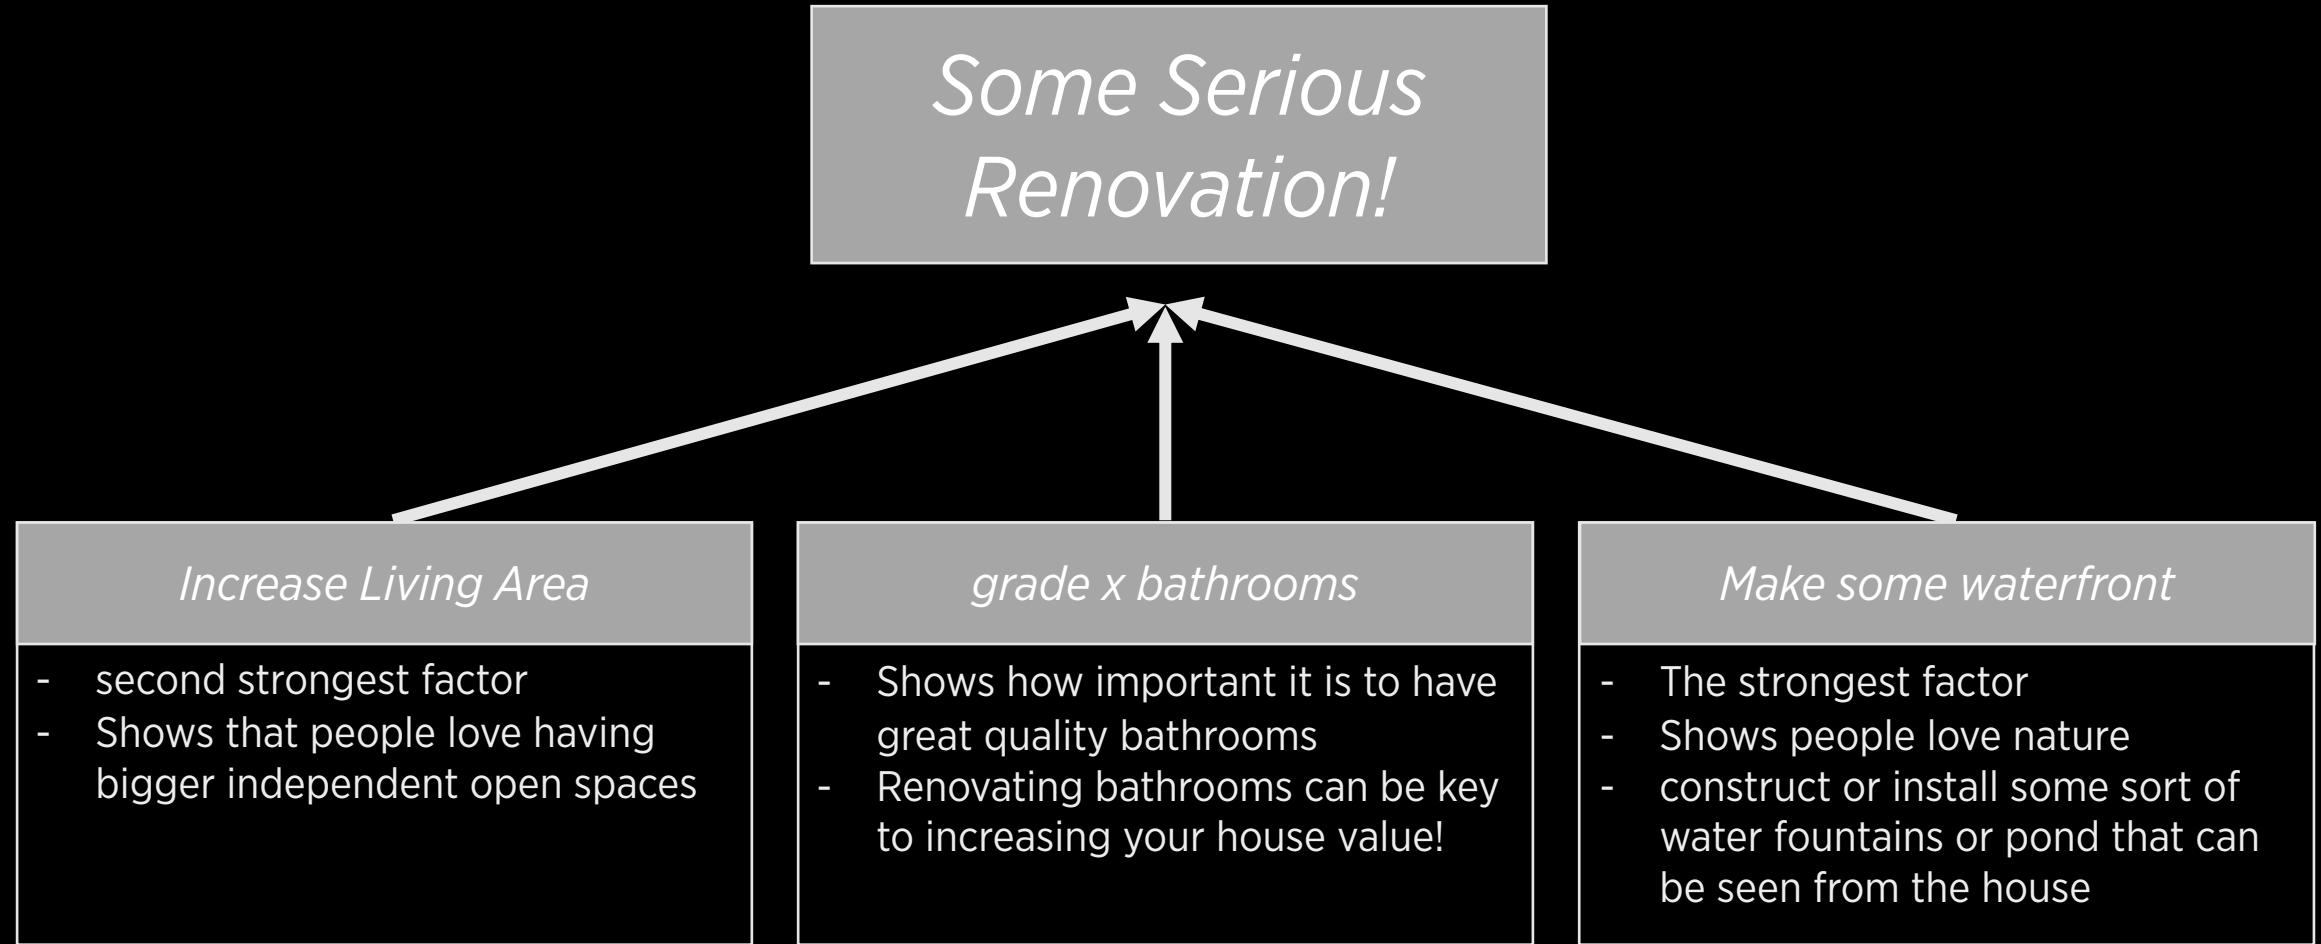 Some Serious
Renovation!
Increase Living Area
- second strongest factor
- Shows that people love having
bigger independent open spaces
grade x bathrooms
- Shows how important it is to have
great quality bathrooms
- Renovating bathrooms can be key
to increasing your house value!
Make some waterfront
- The strongest factor
- Shows people love nature
- construct or install some sort of
water fountains or pond that can
be seen from the house